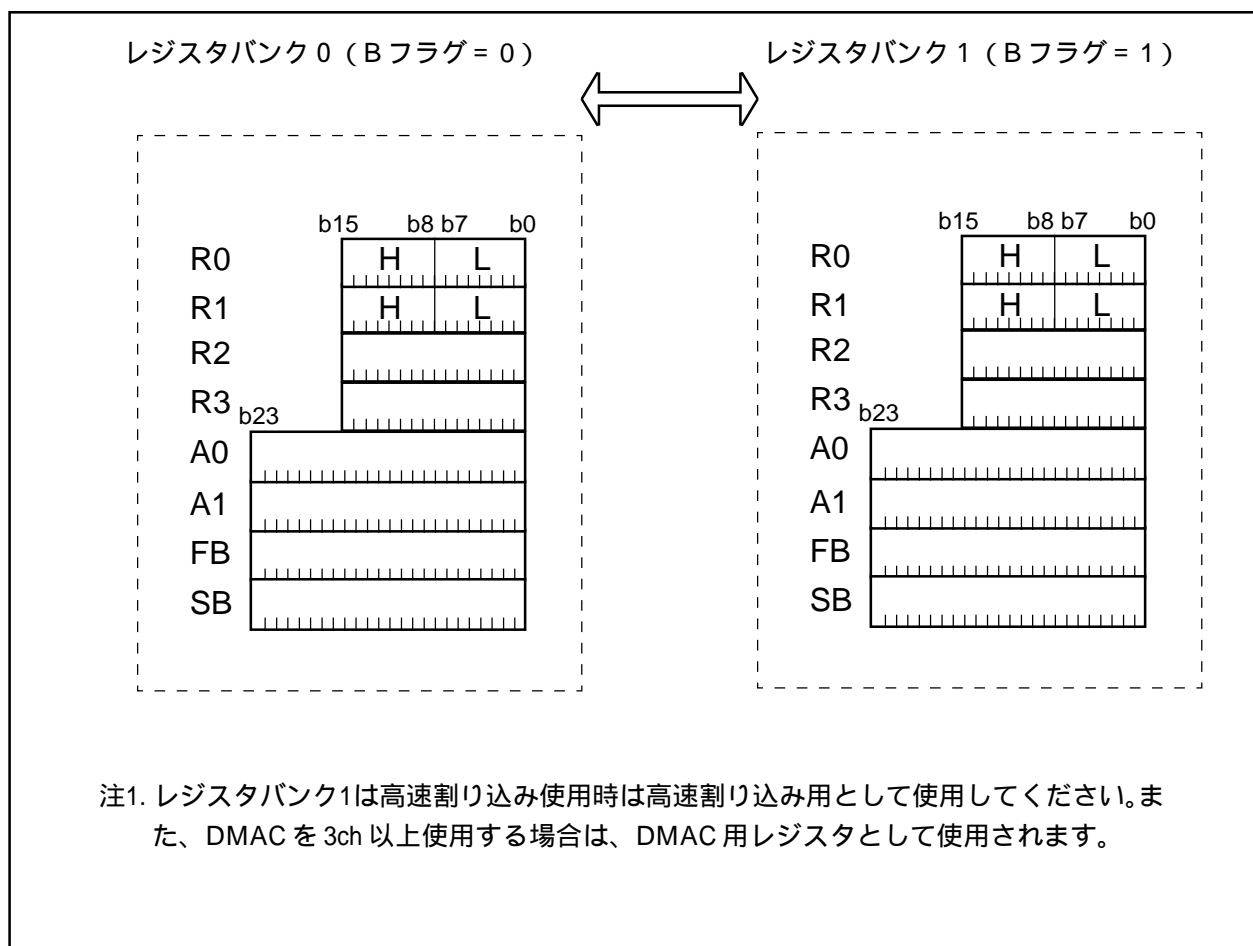 レジスタバンク 0 ( B フラグ = 0 )
レジスタバンク 1 ( B フラグ = 1 )
b15 b8 b7 b0
R0 H L
R1 H L
R2
R3
b23
A0
A1
FB
SB
b15 b8 b7 b0
R0 H L
R1 H L
R2
R3
b23
A0
A1
FB
SB
注1. レジスタバンク1は高速割り込み使用時は高速割り込み用として使用してください。ま
た、DMAC を 3ch 以上使用する場合は、DMAC 用レジスタとして使用されます。